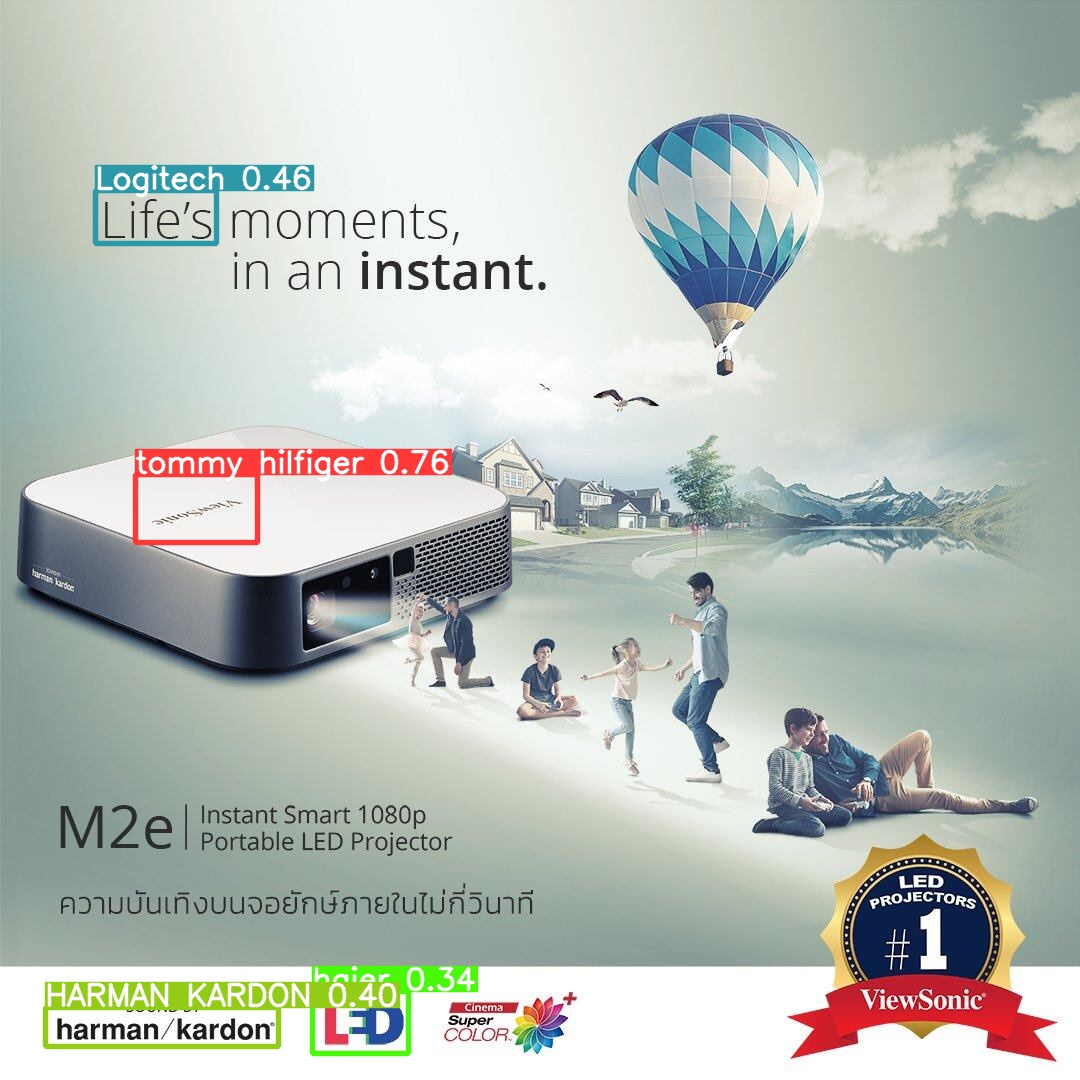 Logitech 0.46
Life's moments,
in an instant.
tommy hilfiger 0.76
ViewSonic
harman/kardon
M2e
Instant Smart 1080p
Portable LED Projector
ความบันเทิงบนจอยักษ์ภายในไม่กี่วินาที
LED
PROJECTORS
#1
ViewSonic
haier 0.34
HARMAN KARDON 0.40
SOUND BY
harman/kardon
LED
Cinema
Super
COLOR+